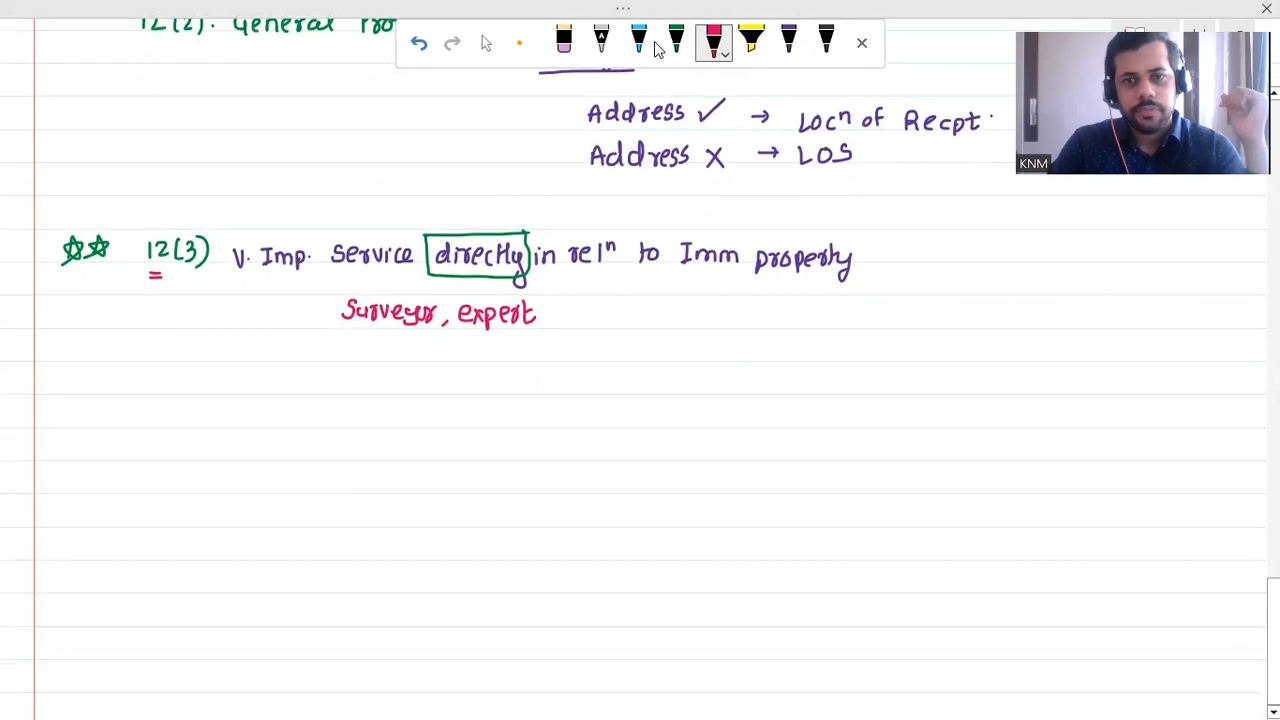 12(2). General Pro
Address ✓ → Locn of Recpt.
Address X → LOS
12(3) V. Imp. Service directly in reln to Imm property
Surveyor, expert
KNM